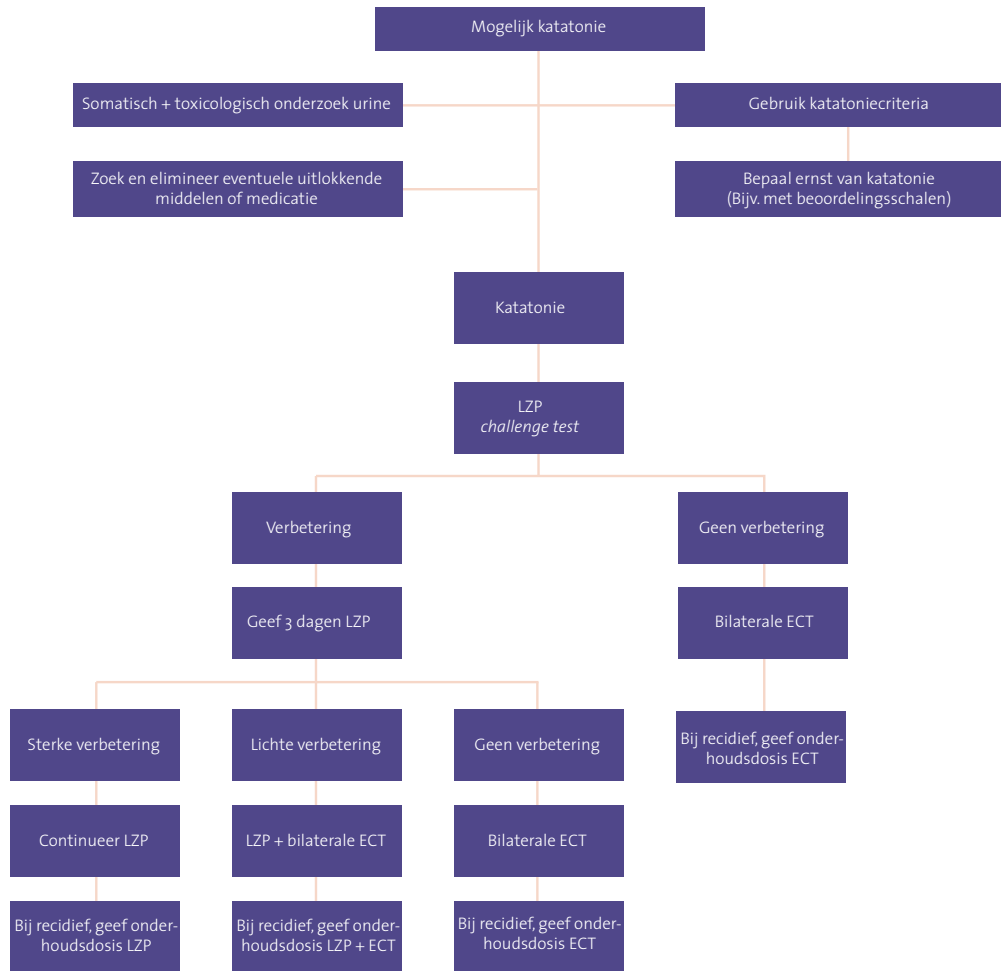 Mogelijk katatonie
Somatisch + toxicologisch onderzoek urine
Gebruik katatoniecriteria
Zoek en elimineer eventuele uitlokkende
middelen of medicatie
Bepaal ernst van katatonie
(Bijv. met beoordelingsschalen)
Katatonie
LZP
challenge test
Verbetering
Geen verbetering
Geef 3 dagen LZP
Bilaterale ECT
Sterke verbetering
Lichte verbetering
Geen verbetering
Bij recidief, geef onder-
houdsdosis ECT
Continueer LZP
LZP + bilaterale ECT
Bilaterale ECT
Bij recidief, geef onder-
houdsdosis LZP
Bij recidief, geef onder-
houdsdosis LZP + ECT
Bij recidief, geef onder-
houdsdosis ECT